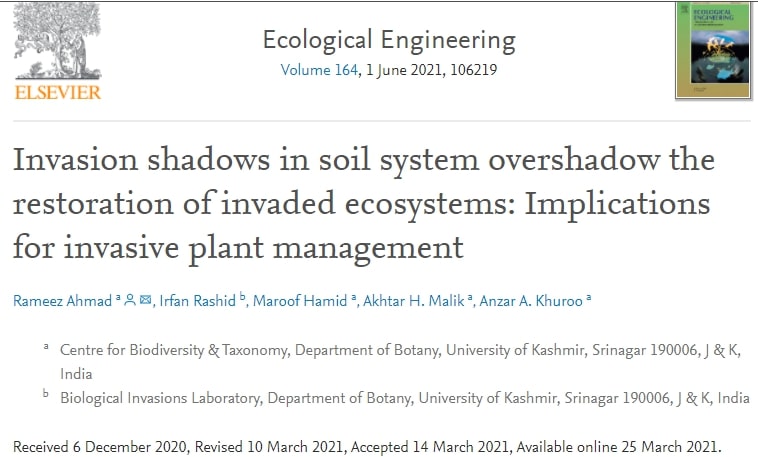 Ecological Engineering
Volume 164, 1 June 2021, 106219
ELSEVIER
ECOLOGICAL
ENGINEERING
Invasion shadows in soil system overshadow the
restoration of invaded ecosystems: Implications
for invasive plant management
Rameez Ahmad a, Irfan Rashid b, Maroof Hamid a, Akhtar H. Malik a, Anzar A. Khuroo a
a Centre for Biodiversity & Taxonomy, Department of Botany, University of Kashmir, Srinagar 190006, J & K,
India
b Biological Invasions Laboratory, Department of Botany, University of Kashmir, Srinagar 190006, J & K, India
Received 6 December 2020, Revised 10 March 2021, Accepted 14 March 2021, Available online 25 March 2021.